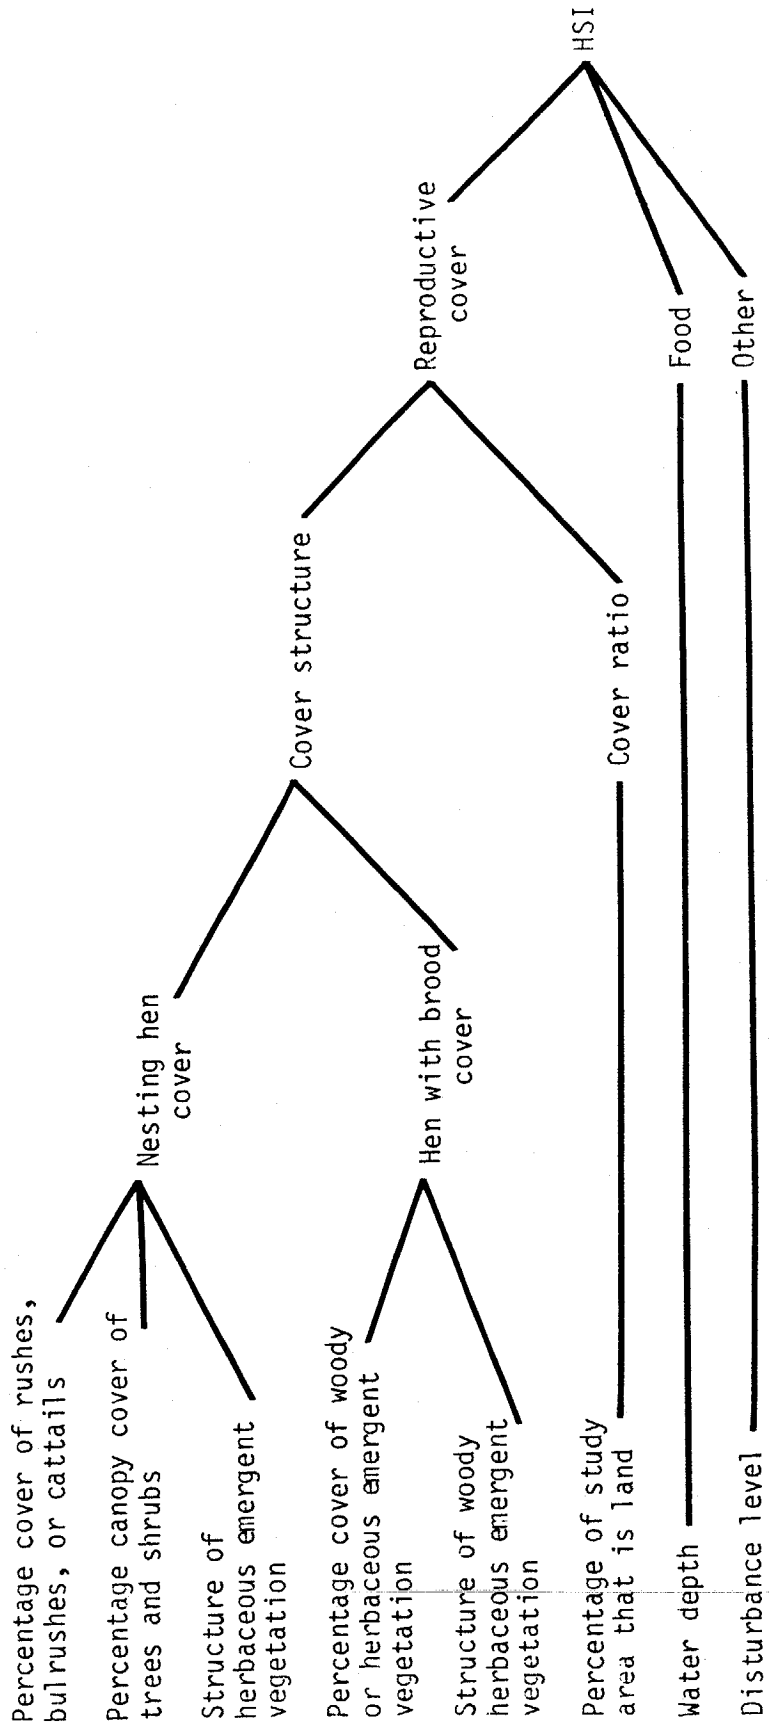 Percentage cover of rushes,
bulrushes, or cattails
Percentage canopy cover of
trees and shrubs
Structure of
herbaceous emergent
vegetation
Percentage cover of woody
or herbaceous emergent
vegetation
Structure of woody
herbaceous emergent
vegetation
Percentage of study
area that is land
Water depth
Disturbance level
Nesting hen
cover
Hen with brood
cover
Cover structure
Cover ratio
Reproductive
cover
Food
Other
HSI